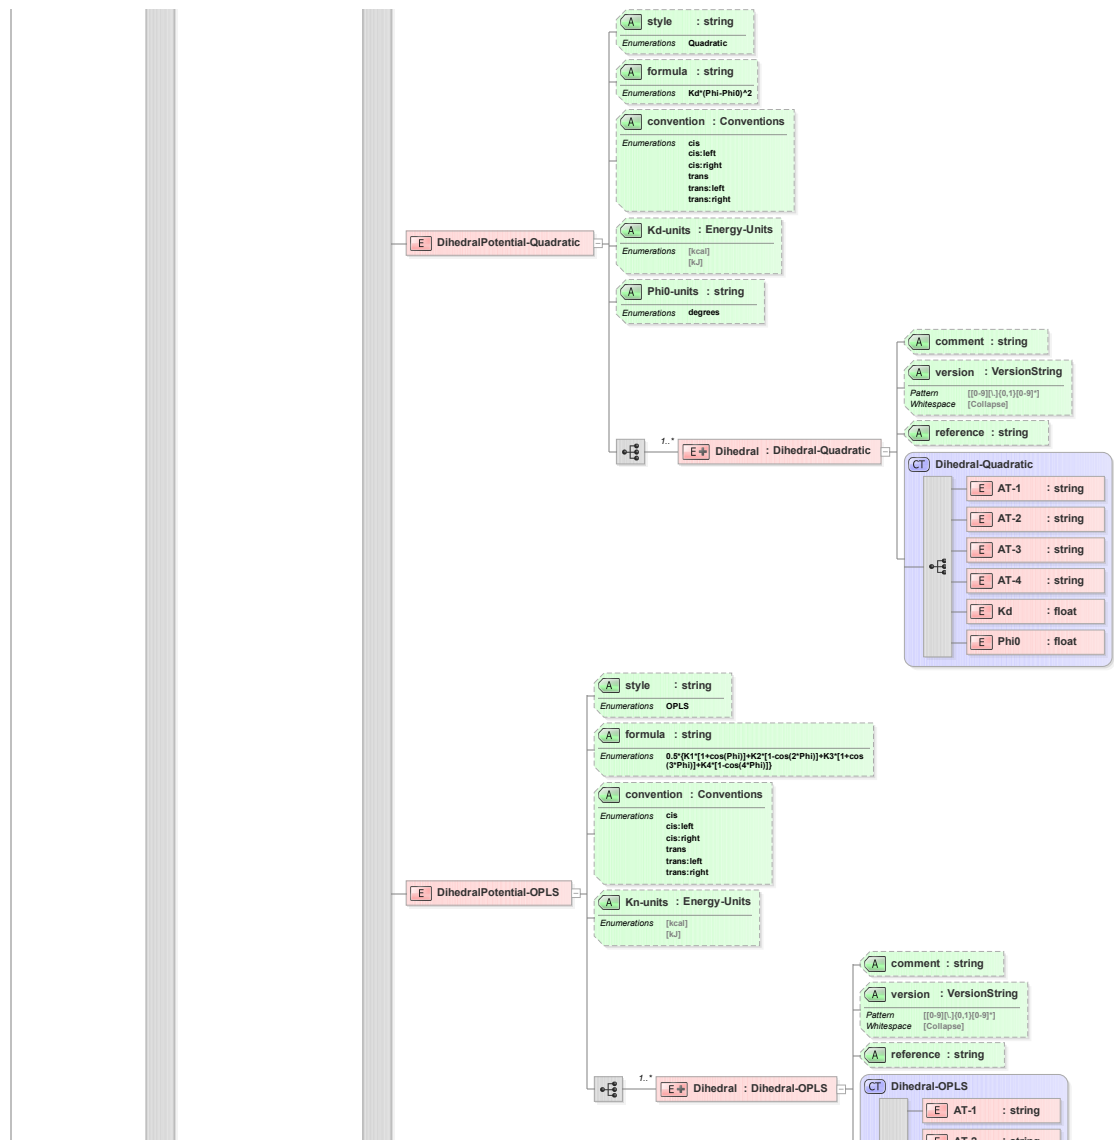 A style : string
Enumerations Quadratic
A formula : string
Enumerations Kd*(Phi-Phi0)^2
A convention : Conventions
Enumerations cis
cis:left
cis:right
trans
trans:left
trans:right
A Kd-units : Energy-Units
Enumerations [kcal]
[kJ]
E DihedralPotential-Quadratic
A Phi0-units : string
Enumerations degrees
A comment : string
A version : VersionString
Pattern [[0-9][\.]{0,1}[0-9]*]
Whitespace [Collapse]
A reference : string
1..*
E Dihedral : Dihedral-Quadratic
CT Dihedral-Quadratic
E AT-1 : string
E AT-2 : string
E AT-3 : string
E AT-4 : string
E Kd : float
E Phi0 : float
A style : string
Enumerations OPLS
A formula : string
Enumerations 0.5*{K1*[1+cos(Phi)]+K2*[1-cos(2*Phi)]+K3*[1+cos
(3*Phi)]+K4*[1-cos(4*Phi)]}
A convention : Conventions
Enumerations cis
cis:left
cis:right
trans
trans:left
trans:right
E DihedralPotential-OPLS
A Kn-units : Energy-Units
Enumerations [kcal]
[kJ]
A comment : string
A version : VersionString
Pattern [[0-9][\.]{0,1}[0-9]*]
Whitespace [Collapse]
A reference : string
1..*
E Dihedral : Dihedral-OPLS
CT Dihedral-OPLS
E AT-1 : string